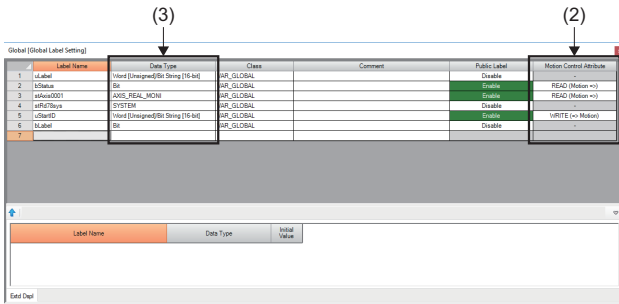 (3) (2)
Global [Global Label Setting]
Label Name Data Type Class Comment Public Label Motion Control Attribute
1 uLabel Word [Unsigned]/Bit String [16-bit] VAR_GLOBAL Disable -
2 bStatus Bit VAR_GLOBAL Enable READ (Motion =>)
3 stAxis0001 AXIS_REAL_MONI VAR_GLOBAL Enable READ (Motion =>)
4 stRd78sys SYSTEM VAR_GLOBAL Disable -
5 uStartID Word [Unsigned]/Bit String [16-bit] VAR_GLOBAL Enable WRITE (=> Motion)
6 bLabel Bit VAR_GLOBAL Disable -
7
Label Name Data Type Initial Value
Extd Dspl